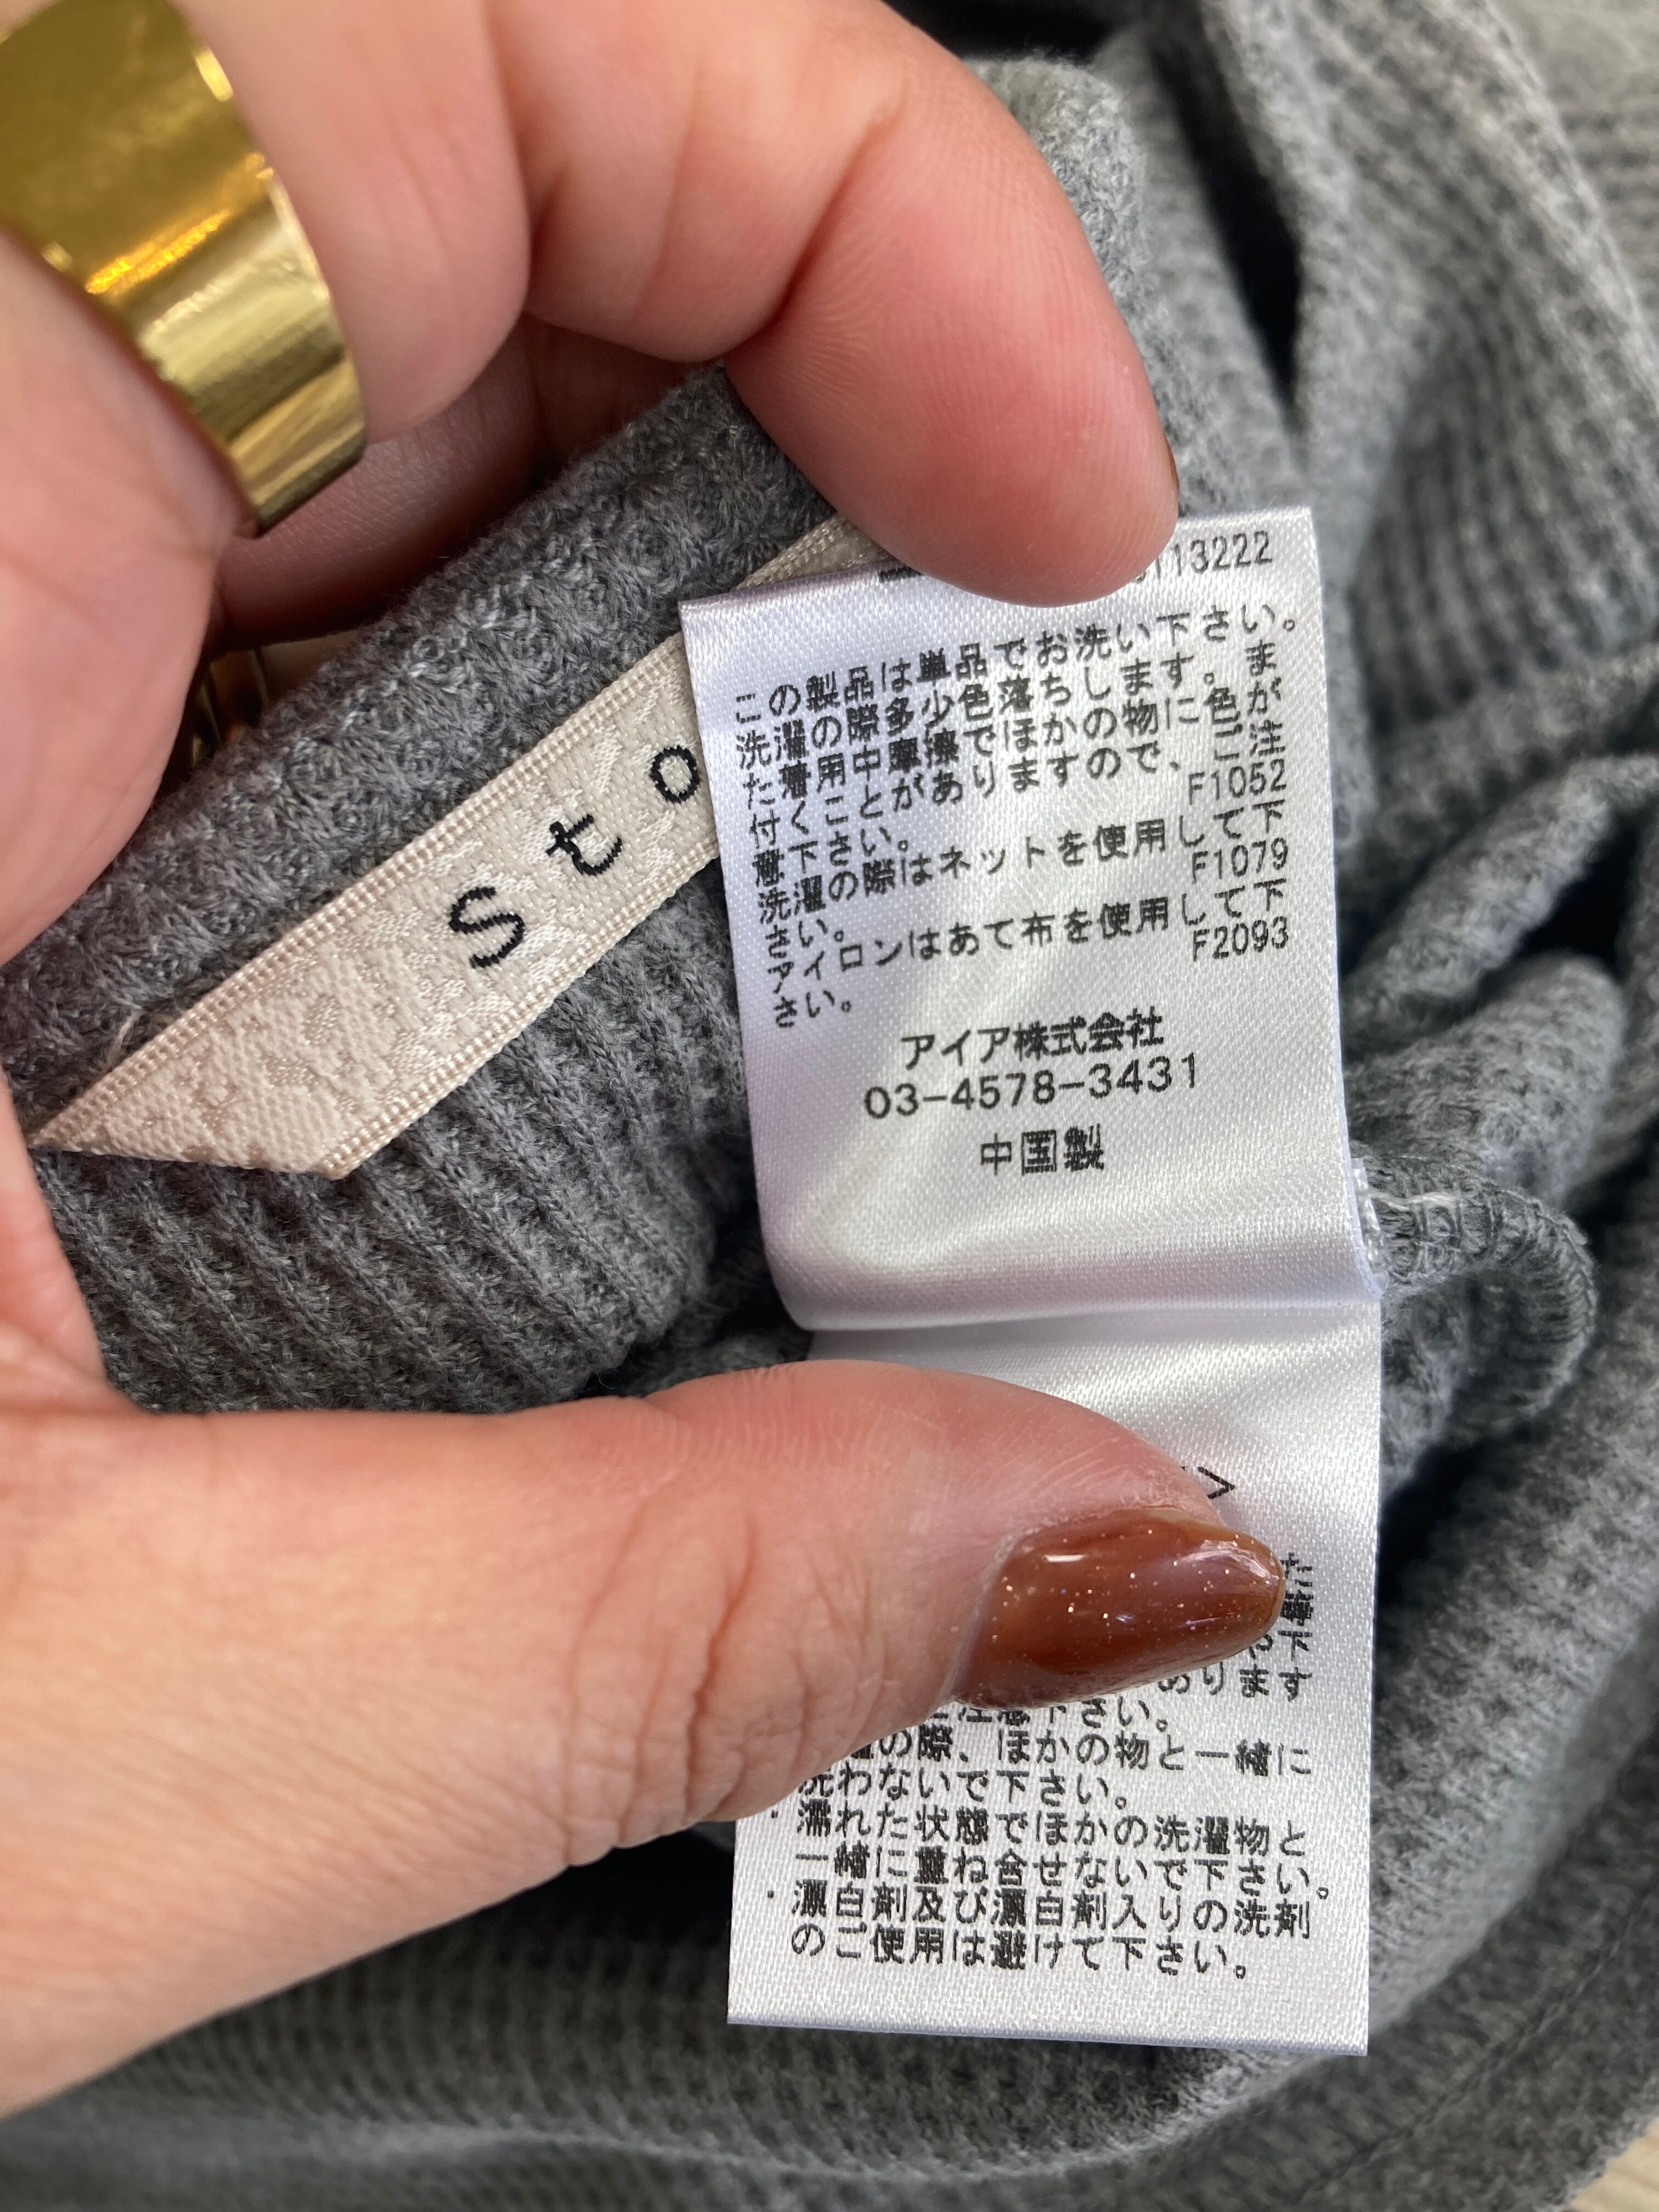 Sto
13222
この製品は単品でお洗い下さい。
洗濯の際多少色落ちします。ま
た着用中摩擦でほかの物に色が
付くことがありますので、ご注
意下さい。 F1052
洗濯の際はネットを使用して下
さい。 F1079
アイロンはあて布を使用して下
さい。 F2093
アイア株式会社
03-4578-3431
中国製
>
た
や下
あります
注意下さい。
の際、ほかの物と一緒に
洗わないで下さい。
・濡れた状態でほかの洗濯物と
一緒に重ね合せないで下さい。
・漂白剤及び漂白剤入りの洗剤
のご使用は避けて下さい。